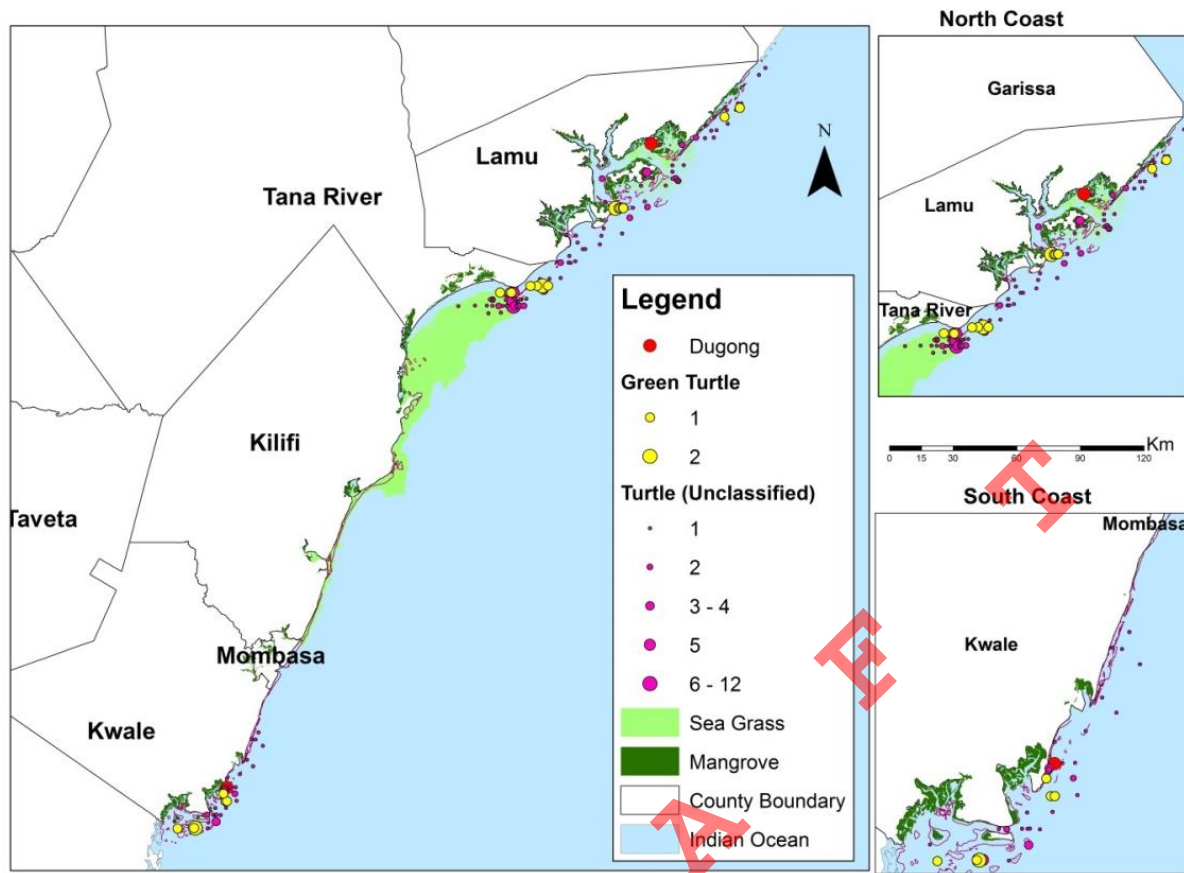 North Coast
Garissa
Lamu
Tana River
N
Lamu
Tana River
Kilifi
Taveta
Mombasa
Kwale
Legend
Dugong
Green Turtle
1
2
Turtle (Unclassified)
1
2
3 - 4
5
6 - 12
Sea Grass
Mangrove
County Boundary
Indian Ocean
Km
0 15 30 60 90 120
South Coast
Mombasa
Kwale
A E T